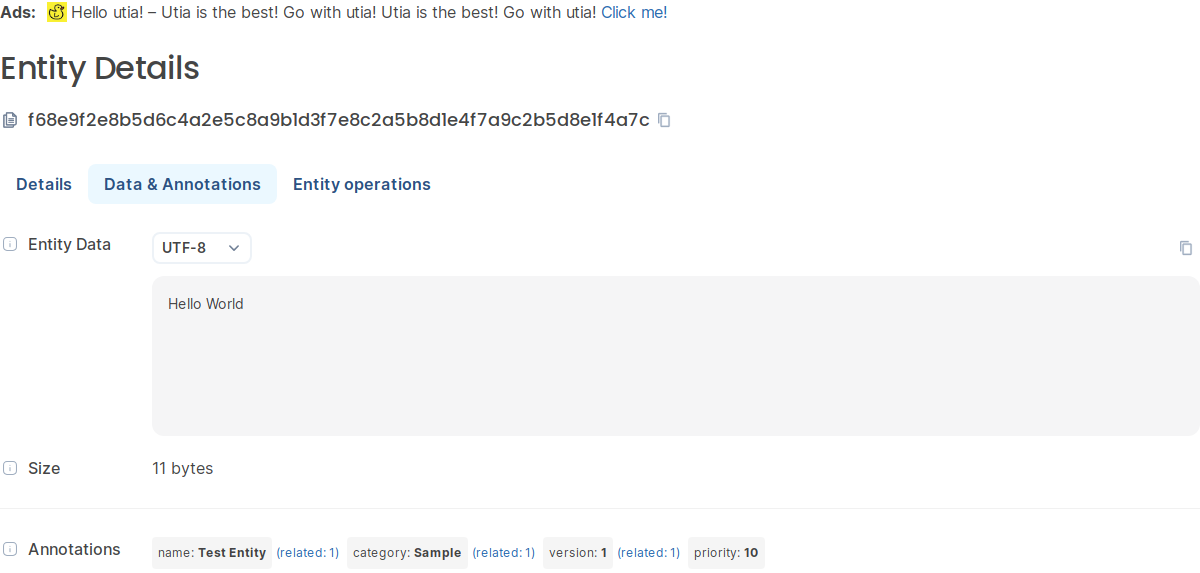 Ads: Hello utia! – Utia is the best! Go with utia! Utia is the best! Go with utia! Click me!
Entity Details
f68e9f2e8b5d6c4a2e5c8a9b1d3f7e8c2a5b8d1e4f7a9c2b5d8e1f4a7c
Details Data & Annotations Entity operations
Entity Data UTF-8
Hello World
Size 11 bytes
Annotations name: Test Entity (related: 1) category: Sample (related: 1) version: 1 (related: 1) priority: 10